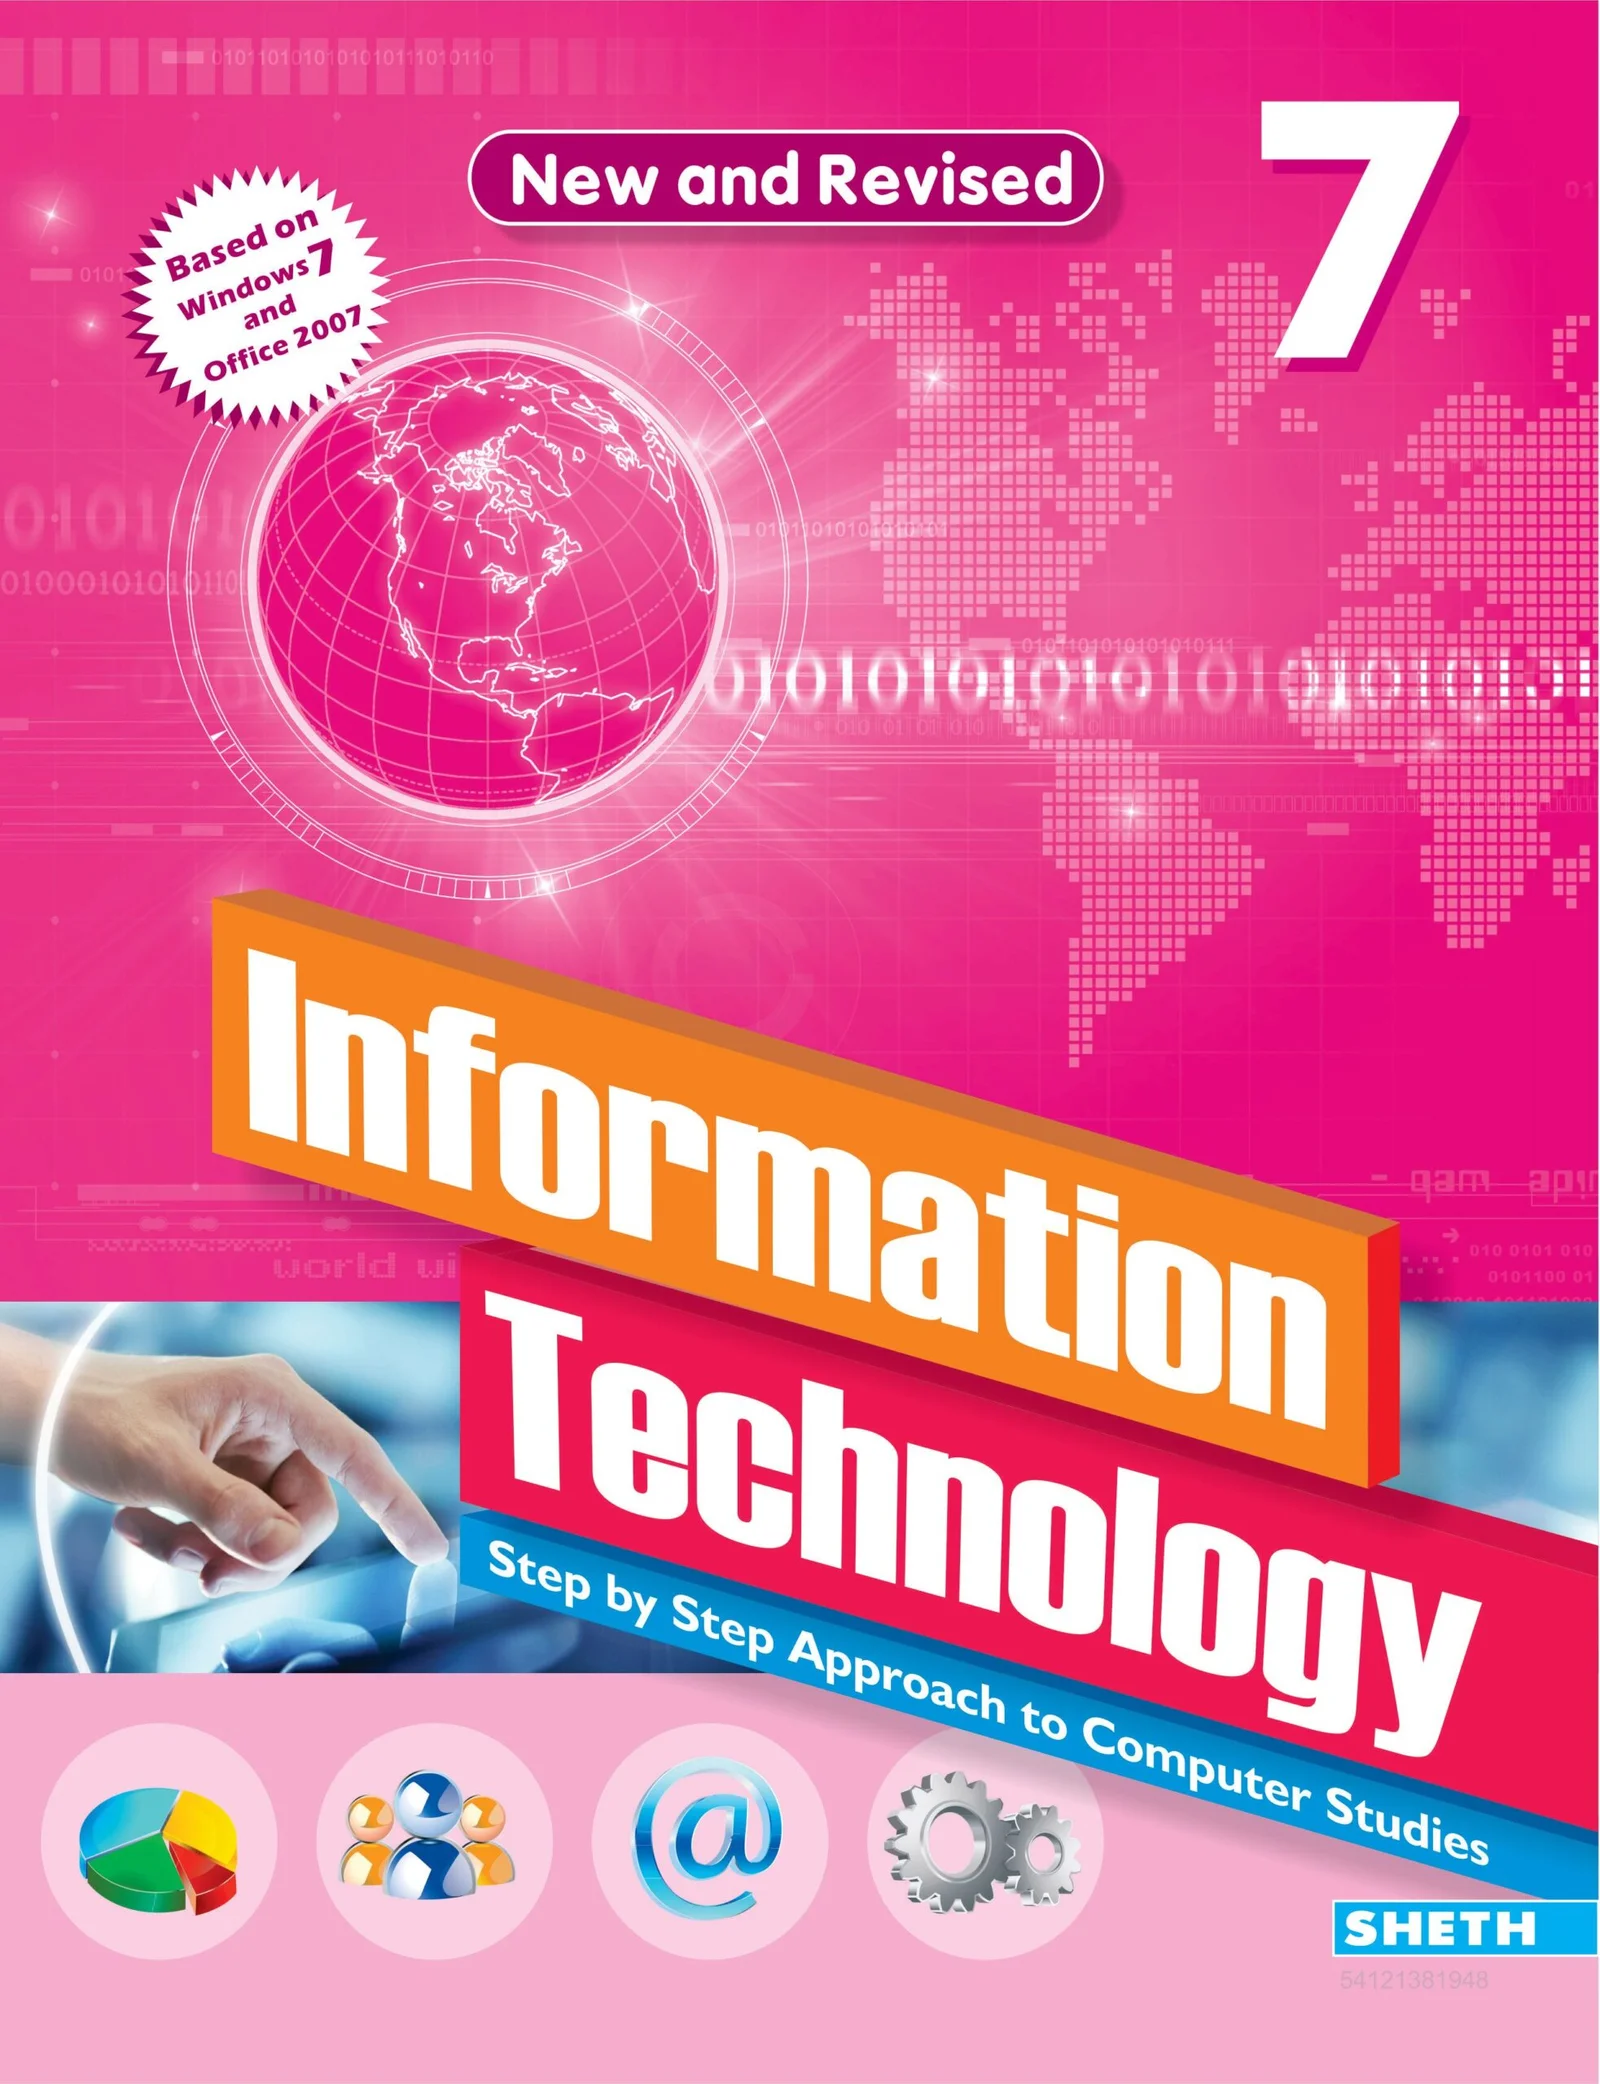 010110101010101011101011010
New and Revised
7
Based on
Windows 7
and
Office 2007
Information
Technology
Step by Step Approach to Computer Studies
SHETH
54121381948